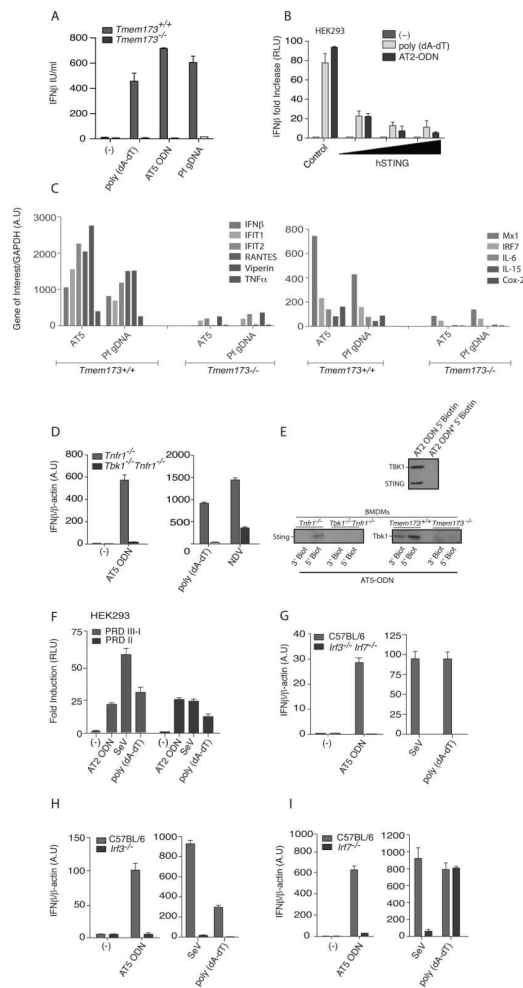 A
Tmem173+/+
Tmem173-/-
IFNβ IU/ml
800
600
400
200
0
(-)
poly (dA-dT)
AT5 ODN
Pf gDNA
B
HEK293
(-)
poly (dA-dT)
AT2-ODN
IFNβ fold Incfease (RLU)
100
80
60
40
20
0
Control
hSTING
C
Gene of Interest/GAPDH (A.U)
3000
2000
1000
0
IFNβ
IFIT1
IFIT2
RANTES
Viperin
TNFα
AT5
Pf gDNA
AT5
Pf gDNA
Tmem173+/+
Tmem173-/-
800
600
400
200
0
Mx1
IRF7
IL-6
IL-15
Cox-2
AT5
Pf gDNA
AT5
Pf gDNA
Tmem173+/+
Tmem173-/-
D
Tnfr1-/-
Tbk1-/- Tnfr1-/-
IFNβ/β-actin (A.U)
800
600
400
200
0
(-)
AT5 ODN
2000
1500
1000
500
0
poly (dA-dT)
NDV
E
AT2 ODN 5'Biotin
AT2 ODN* 5'Biotin
TBK1
STING
BMDMs
Tnfr1-/- Tbk1-/- Tnfr1-/-
Tmem173+/+ Tmem173-/-
Sting
Tbk1
3' Biot
5' Biot
3' Biot
5' Biot
3' Biot
5' Biot
3' Biot
5' Biot
AT5-ODN
F
HEK293
PRD III-I
PRD II
Fold Induction (RLU)
75
50
25
0
(-)
AT2 ODN
SeV
poly (dA-dT)
(-)
AT2 ODN
SeV
poly (dA-dT)
G
C57BL/6
Irf3-/- Irf7-/-
IFNβ/β-actin (A.U)
40
30
20
10
0
(-)
AT5 ODN
125
100
75
50
25
0
SeV
poly (dA-dT)
H
C57BL/6
Irf3-/-
IFNβ/β-actin (A.U)
150
100
50
0
(-)
AT5 ODN
1000
800
600
400
200
0
SeV
poly (dA-dT)
I
C57BL/6
Irf7-/-
IFNβ/β-actin (A.U)
1000
800
600
400
200
0
(-)
AT5 ODN
1200
1000
800
600
400
200
0
SeV
poly (dA-dT)